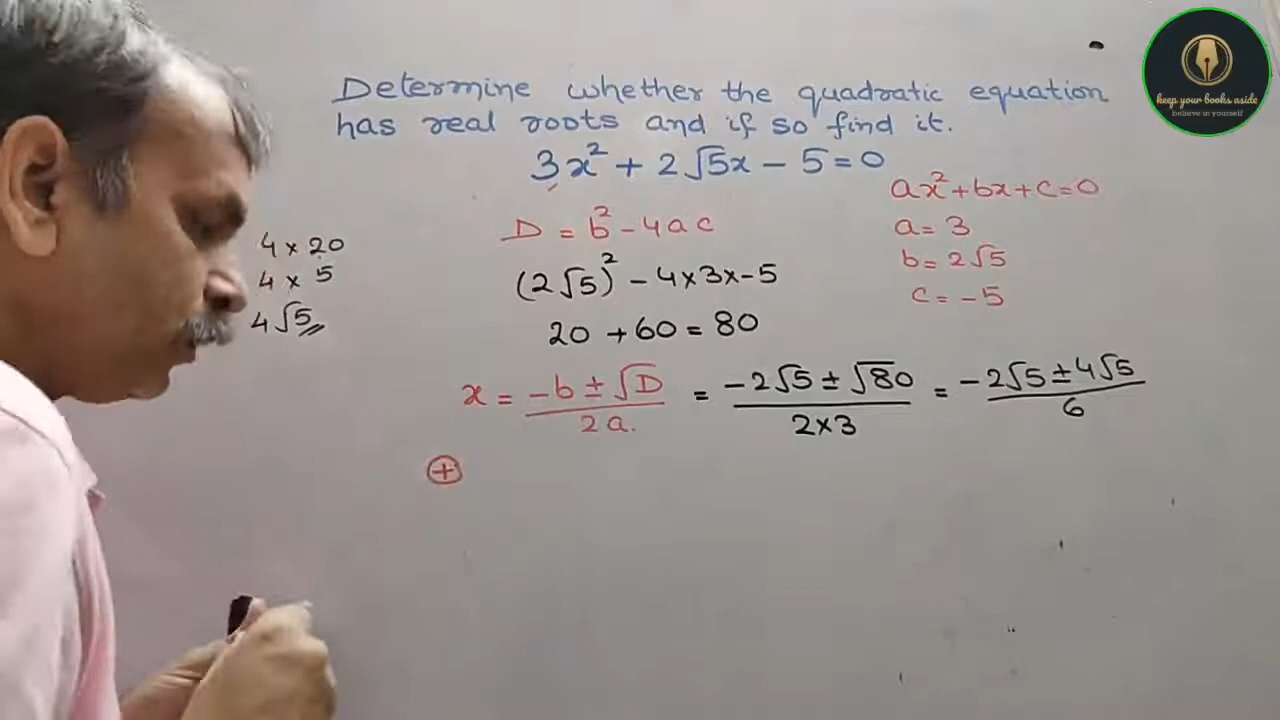 Determine whether the quadratic equation
has real roots and if so find it.
3x² + 2√5x - 5 = 0
ax² + bx + c = 0
a = 3
b = 2√5
c = -5
D = b² - 4ac
(2√5)² - 4×3×-5
20 + 60 = 80
4 × 20
4 × 5
4√5
x = (-b ± √D)/2a. = (-2√5 ± √80)/2×3 = (-2√5 ± 4√5)/6
+
keep your books aside
believe in yourself